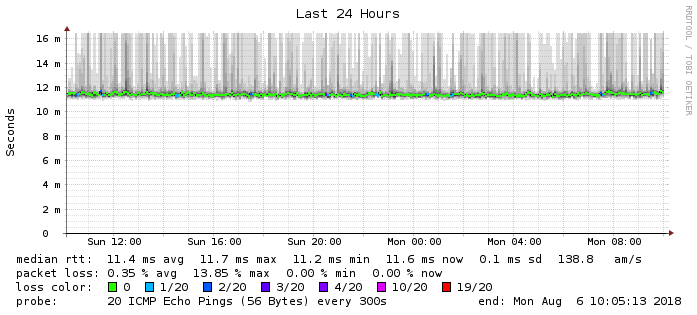 Last 24 Hours
RRDTOOL / TOBI OETIKER
Seconds
16 m
14 m
12 m
10 m
8 m
6 m
4 m
2 m
0
Sun 12:00 Sun 16:00 Sun 20:00 Mon 00:00 Mon 04:00 Mon 08:00
median rtt: 11.4 ms avg 11.7 ms max 11.2 ms min 11.6 ms now 0.1 ms sd 138.8 am/s
packet loss: 0.35 % avg 13.85 % max 0.00 % min 0.00 % now
loss color: 0 1/20 2/20 3/20 4/20 10/20 19/20
probe: 20 ICMP Echo Pings (56 Bytes) every 300s end: Mon Aug 6 10:05:13 2018